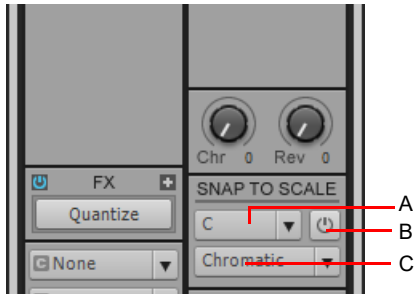 Chr 0 Rev 0
FX
Quantize
SNAP TO SCALE
C
A
B
None
Chromatic
C